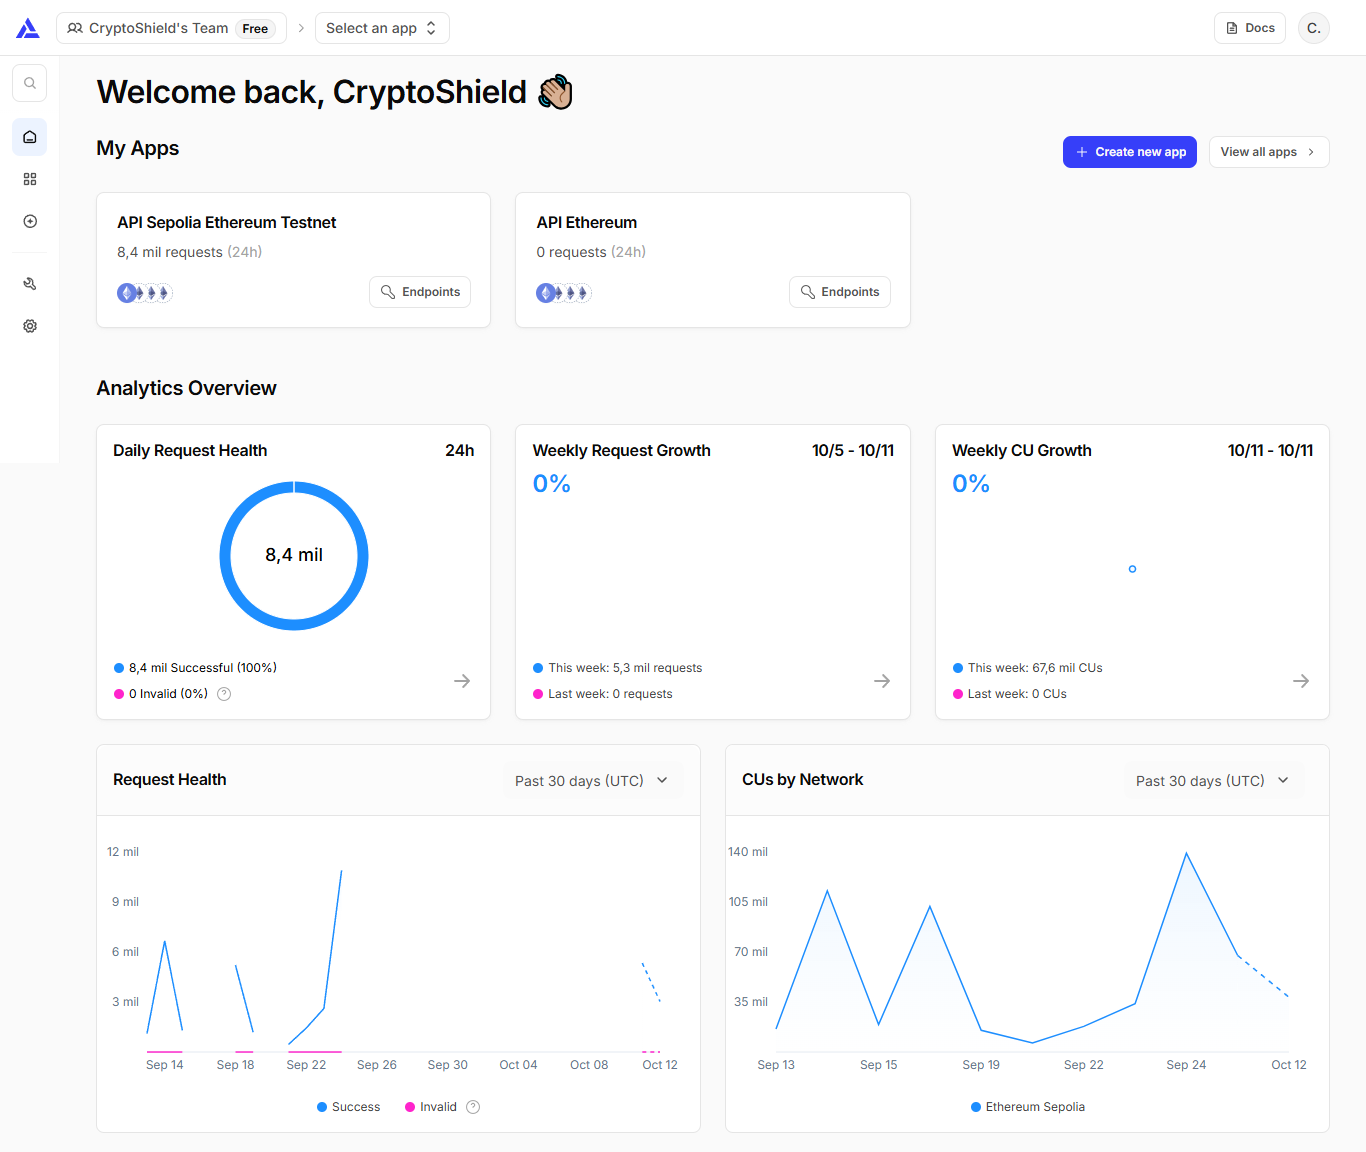 CryptoShield's Team Free
Select an app
Docs
C.
Welcome back, CryptoShield 👋🏽
My Apps
Create new app
View all apps
API Sepolia Ethereum Testnet
8,4 mil requests (24h)
Endpoints
API Ethereum
0 requests (24h)
Endpoints
Analytics Overview
Daily Request Health 24h
8,4 mil
8,4 mil Successful (100%)
0 Invalid (0%) ?
Weekly Request Growth 10/5 - 10/11
0%
This week: 5,3 mil requests
Last week: 0 requests
Weekly CU Growth 10/11 - 10/11
0%
This week: 67,6 mil CUs
Last week: 0 CUs
Request Health
Past 30 days (UTC)
12 mil
9 mil
6 mil
3 mil
Sep 14 Sep 18 Sep 22 Sep 26 Sep 30 Oct 04 Oct 08 Oct 12
Success Invalid ?
CUs by Network
Past 30 days (UTC)
140 mil
105 mil
70 mil
35 mil
Sep 13 Sep 15 Sep 19 Sep 22 Sep 24 Oct 12
Ethereum Sepolia